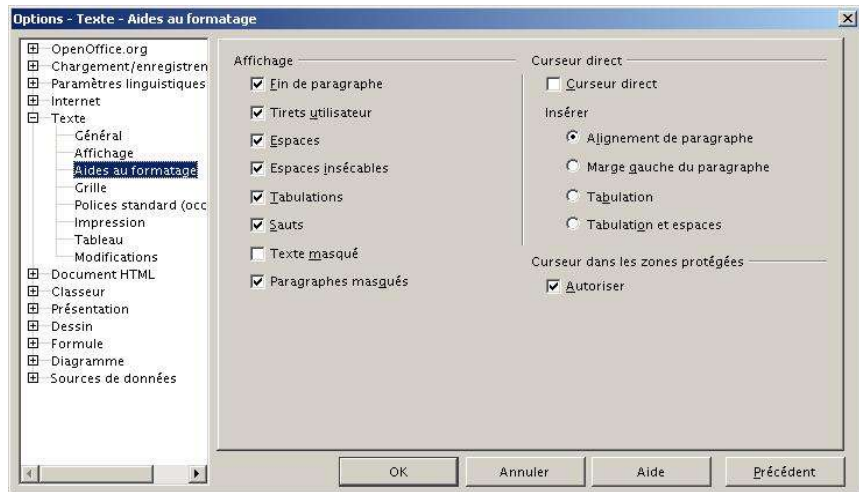 Options - Texte - Aides au formatage
OpenOffice.org
Chargement/enregistren
Paramètres linguistiques
Internet
Texte
Général
Affichage
Aides au formatage
Grille
Polices standard (occ
Impression
Tableau
Modifications
Document HTML
Classeur
Présentation
Dessin
Formule
Diagramme
Sources de données
Affichage
Fin de paragraphe
Tirets utilisateur
Espaces
Espaces insécables
Tabulations
Sauts
Texte masqué
Paragraphes masqués
Curseur direct
Curseur direct
Insérer
Alignement de paragraphe
Marge gauche du paragraphe
Tabulation
Tabulation et espaces
Curseur dans les zones protégées
Autoriser
OK
Annuler
Aide
Précédent